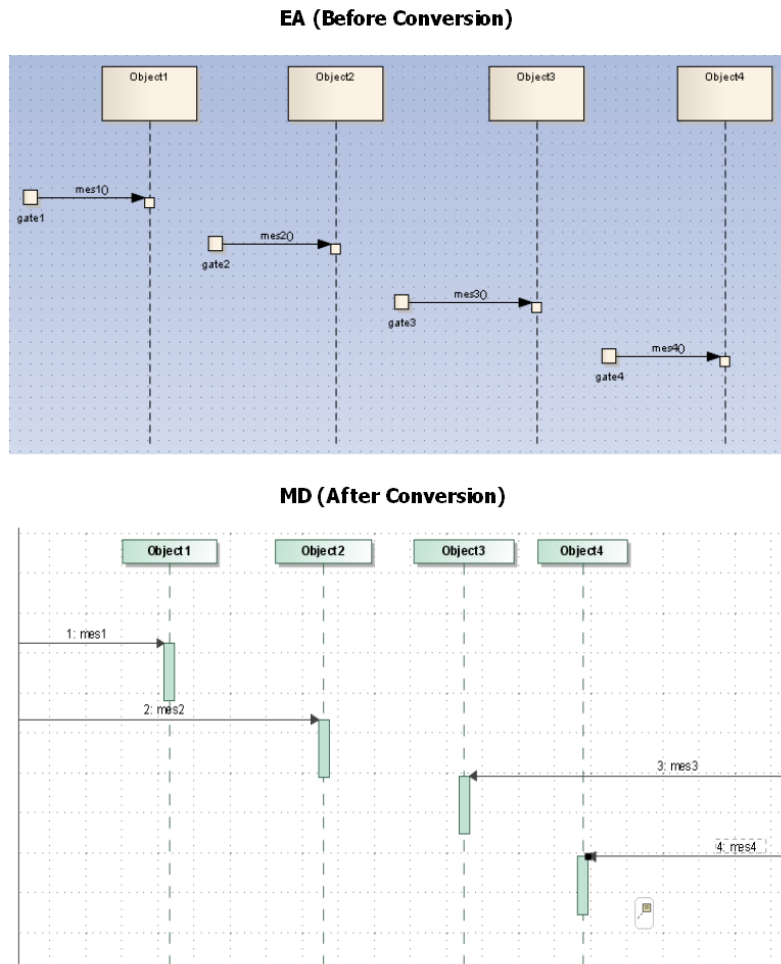 EA (Before Conversion)
Object1 Object2 Object3 Object4
mes1()
gate1
mes2()
gate2
mes3()
gate3
mes4()
gate4
MD (After Conversion)
Object1 Object2 Object3 Object4
1: mes1
2: mes2
3: mes3
4: mes4